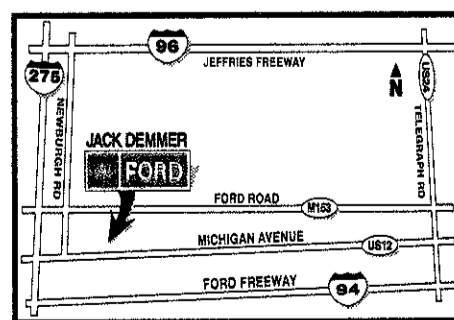 96
JEFFRIES FREEWAY
275
US24
N
NEWBURGH RD
TELEGRAPH RD
JACK DEMMER
FORD
FORD ROAD
M153
MICHIGAN AVENUE
US12
FORD FREEWAY
94